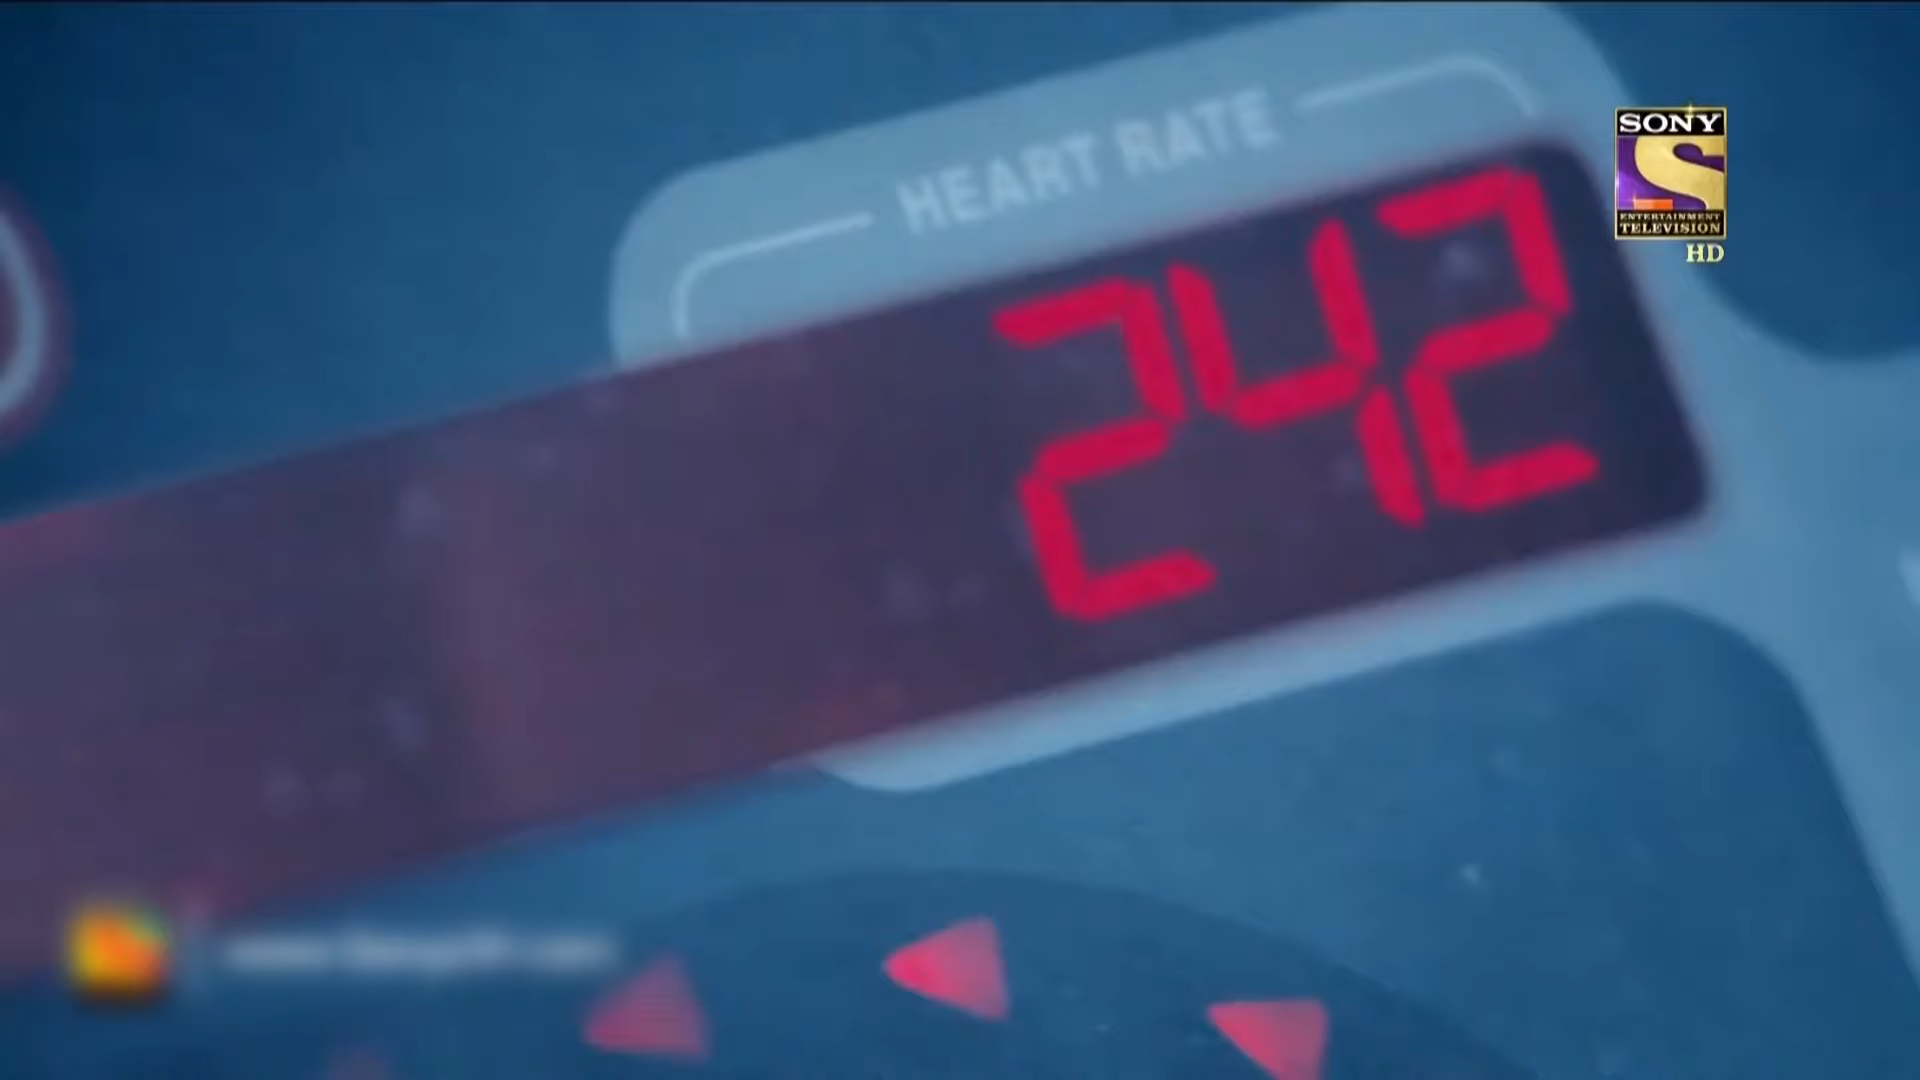 HEART RATE
242
SONY
ENTERTAINMENT
TELEVISION
HD